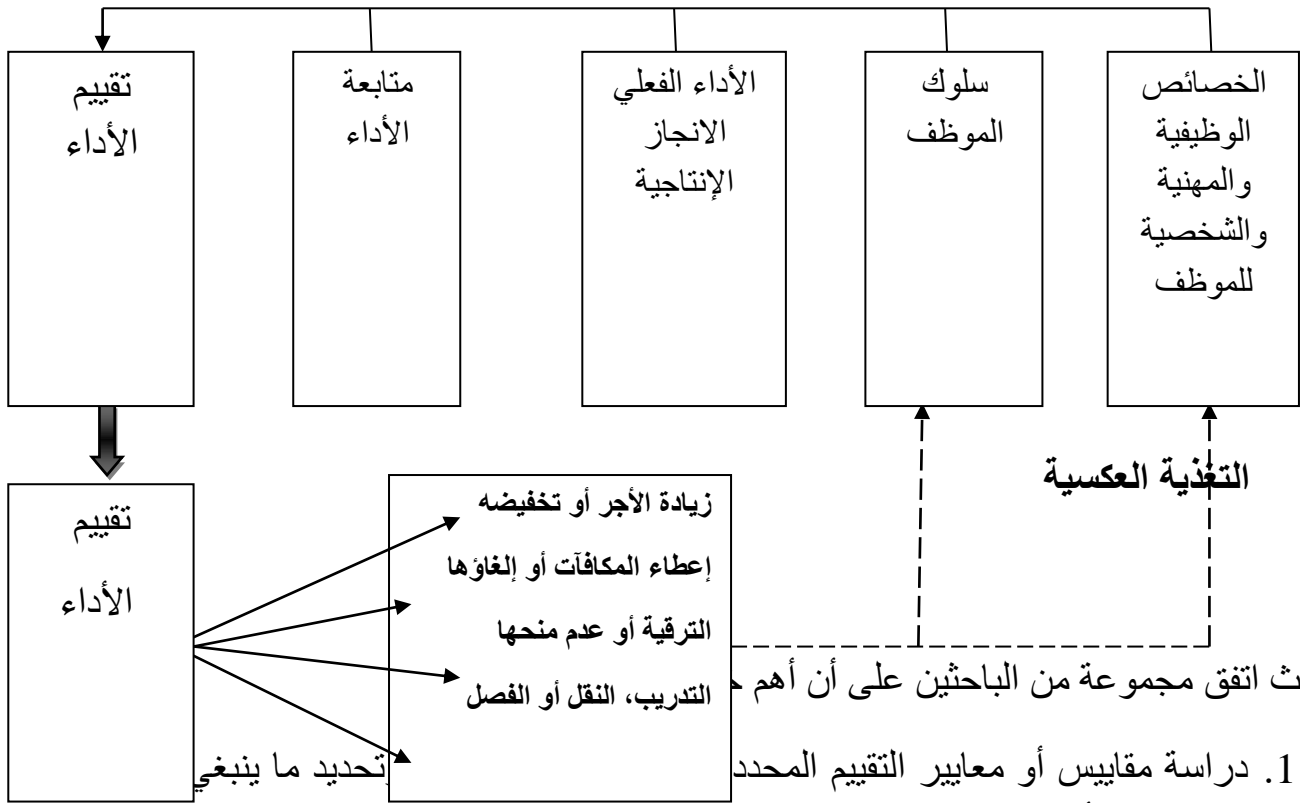 الخصائص
الوظيفية
والمهنية
والشخصية
للموظف
سلوك
الموظف
الأداء الفعلي
الانجاز
الإنتاجية
متابعة
الأداء
تقييم
الأداء
التغذية العكسية
تقييم
الأداء
زيادة الأجر أو تخفيضه
إعطاء المكافآت أو إلغاؤها
الترقية أو عدم منحها
التدريب، النقل أو الفصل
اتفق مجموعة من الباحثين على أن أهم
1. دراسة مقاييس أو معايير التقييم المحدد تحديد ما ينبغي